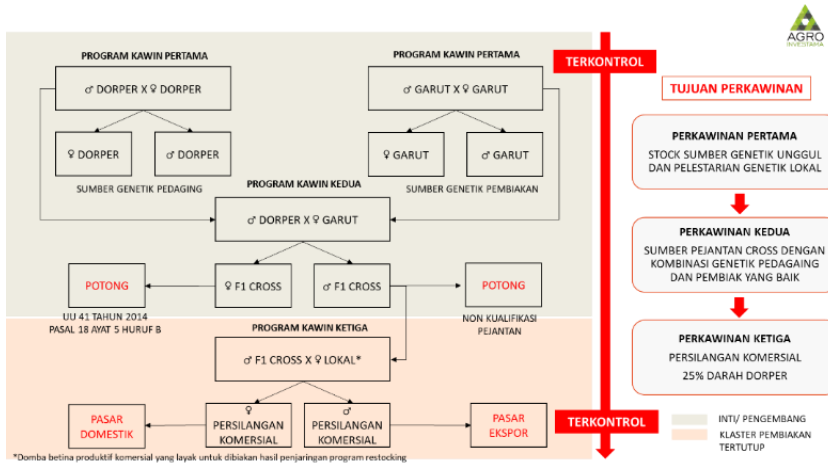 AGRO
INVESTAMA
PROGRAM KAWIN PERTAMA
♂ DORPER X ♀ DORPER
♀ DORPER
♂ DORPER
SUMBER GENETIK PEDAGING
PROGRAM KAWIN PERTAMA
♂ GARUT X ♀ GARUT
♀ GARUT
♂ GARUT
SUMBER GENETIK PEMBIAKAN
PROGRAM KAWIN KEDUA
♂ DORPER X ♀ GARUT
POTONG
♀ F1 CROSS
♂ F1 CROSS
POTONG
UU 41 TAHUN 2014
PASAL 18 AYAT 5 HURUF B
NON KUALIFIKASI
PEJANTAN
PROGRAM KAWIN KETIGA
♂ F1 CROSS X ♀ LOKAL*
PASAR
DOMESTIK
♀
PERSILANGAN
KOMERSIAL
♂
PERSILANGAN
KOMERSIAL
PASAR
EKSPOR
*Domba betina produktif komersial yang layak untuk dibiakan hasil penjaringan program restocking
TERKONTROL
TERKONTROL
TUJUAN PERKAWINAN
PERKAWINAN PERTAMA
STOCK SUMBER GENETIK UNGGUL
DAN PELESTARIAN GENETIK LOKAL
PERKAWINAN KEDUA
SUMBER PEJANTAN CROSS DENGAN
KOMBINASI GENETIK PEDAGAING
DAN PEMBIAK YANG BAIK
PERKAWINAN KETIGA
PERSILANGAN KOMERSIAL
25% DARAH DORPER
INTI/ PENGEMBANG
KLASTER PEMBIAKAN
TERTUTUP